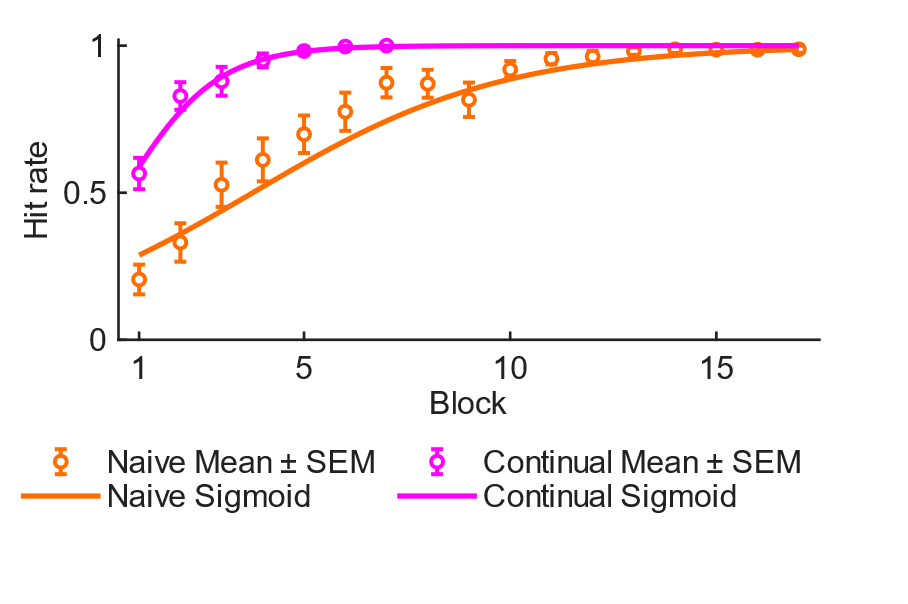 1
0.5
0
Hit rate
1 5 10 15
Block
Naive Mean ± SEM Continual Mean ± SEM
Naive Sigmoid Continual Sigmoid